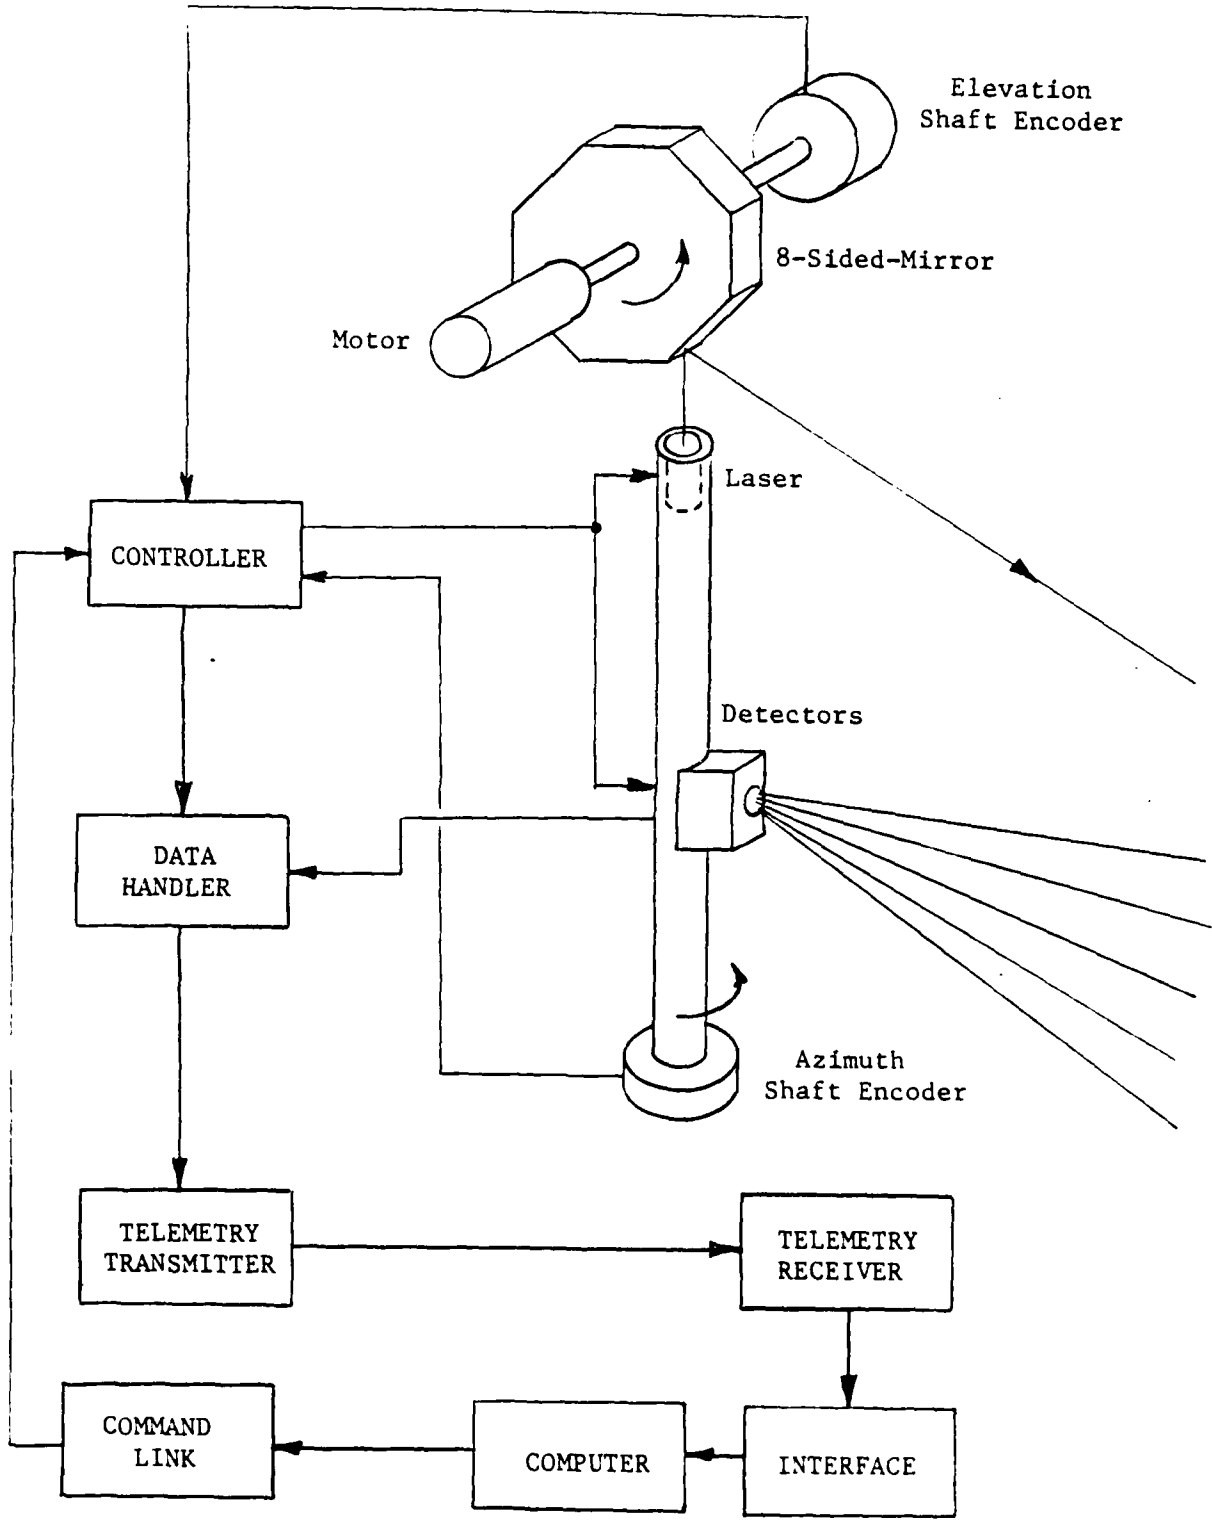 Elevation
Shaft Encoder
8-Sided-Mirror
Motor
Laser
CONTROLLER
Detectors
DATA
HANDLER
Azimuth
Shaft Encoder
TELEMETRY
TRANSMITTER
TELEMETRY
RECEIVER
COMMAND
LINK
COMPUTER
INTERFACE